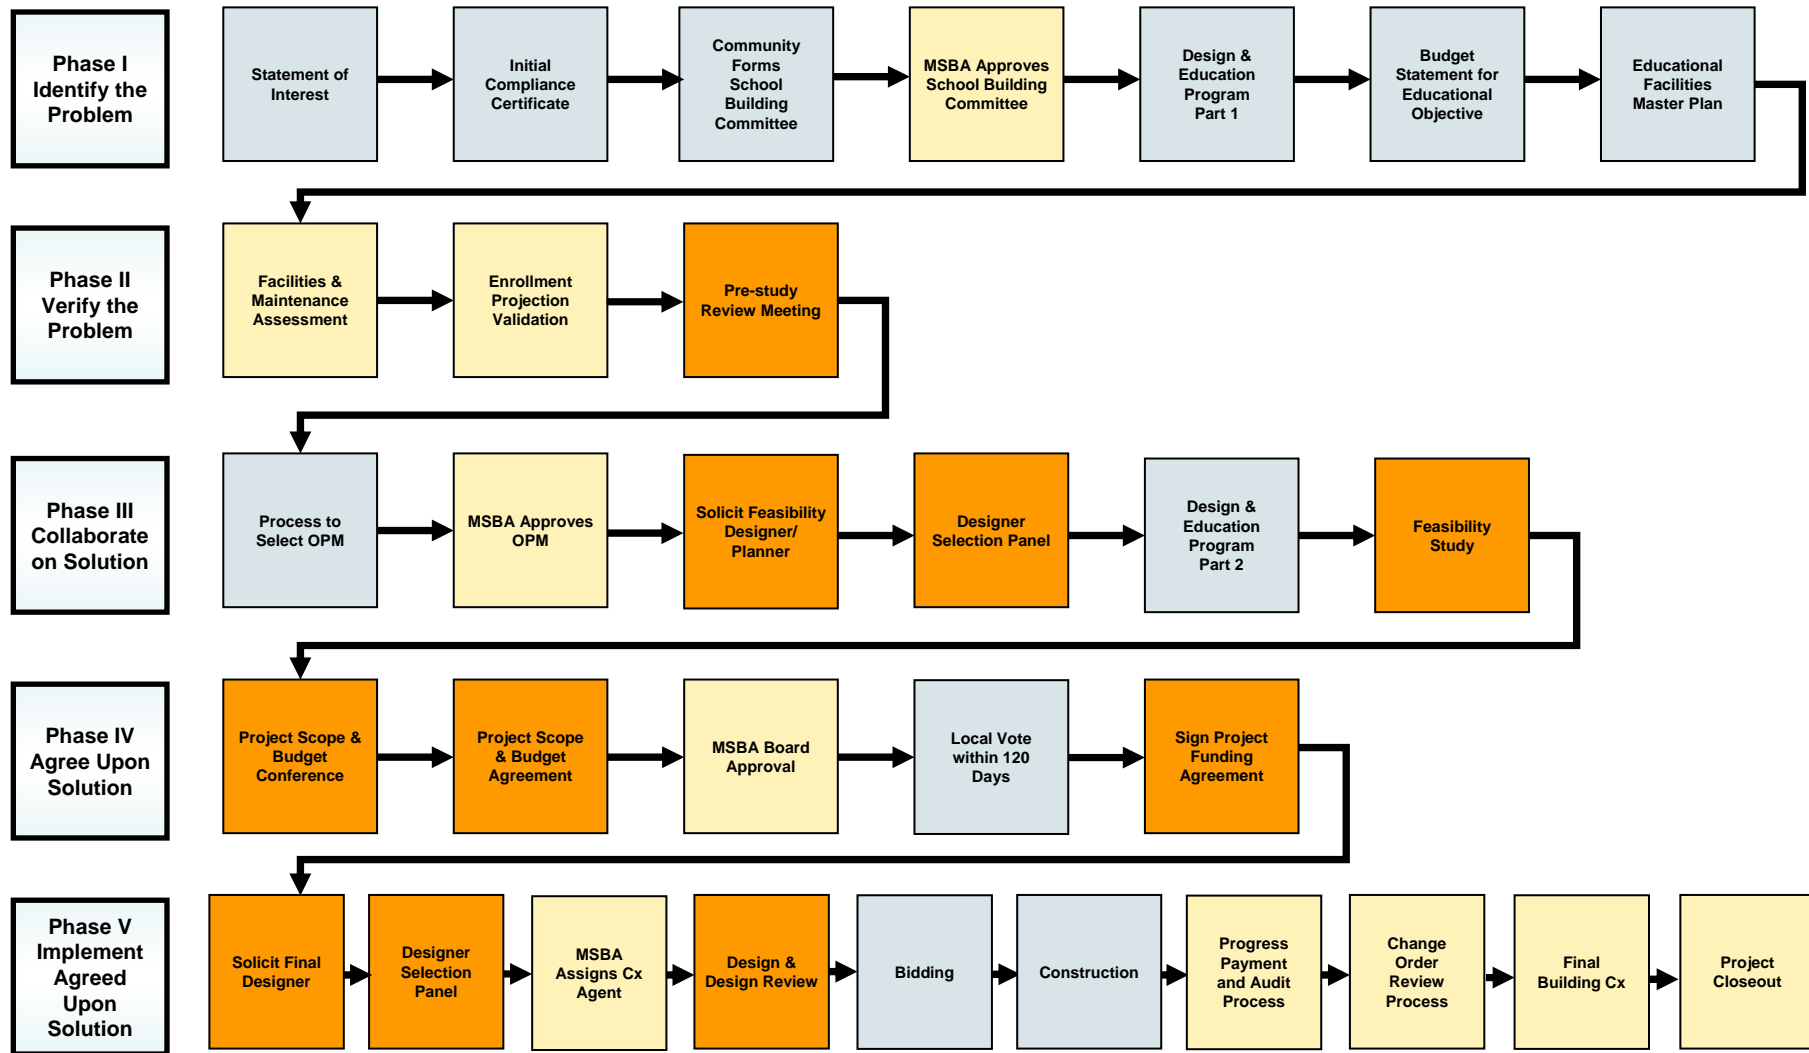 Phase I
Identify the
Problem
Statement of
Interest
Initial
Compliance
Certificate
Community
Forms
School
Building
Committee
MSBA Approves
School Building
Committee
Design &
Education
Program
Part 1
Budget
Statement for
Educational
Objective
Educational
Facilities
Master Plan
Phase II
Verify the
Problem
Facilities &
Maintenance
Assessment
Enrollment
Projection
Validation
Pre-study
Review Meeting
Phase III
Collaborate
on Solution
Process to
Select OPM
MSBA Approves
OPM
Solicit Feasibility
Designer/
Planner
Designer
Selection Panel
Design &
Education
Program
Part 2
Feasibility
Study
Phase IV
Agree Upon
Solution
Project Scope &
Budget
Conference
Project Scope
& Budget
Agreement
MSBA Board
Approval
Local Vote
within 120
Days
Sign Project
Funding
Agreement
Phase V
Implement
Agreed
Upon
Solution
Solicit Final
Designer
Designer
Selection
Panel
MSBA
Assigns Cx
Agent
Design &
Design Review
Bidding
Construction
Progress
Payment
and Audit
Process
Change
Order
Review
Process
Final
Building Cx
Project
Closeout